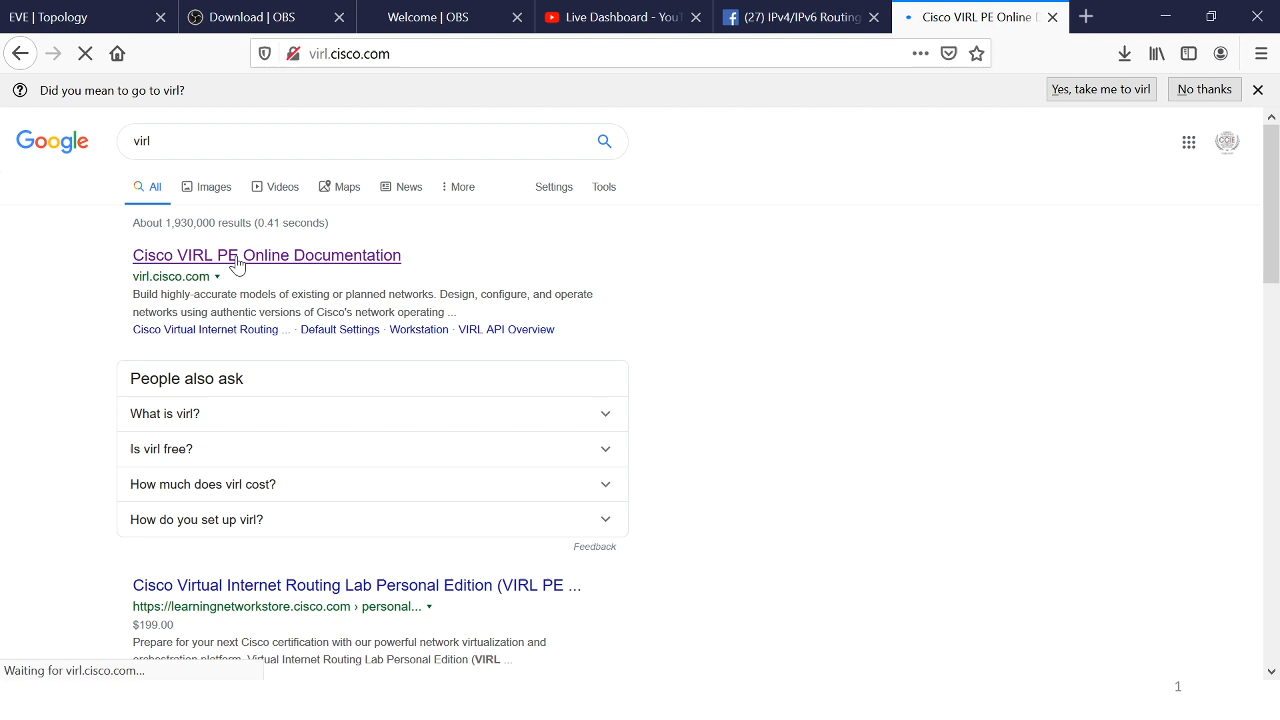 EVE | Topology
Download | OBS
Welcome | OBS
Live Dashboard - You
(27) IPv4/IPv6 Routing
Cisco VIRL PE Online
virl.cisco.com
Did you mean to go to virl?
Yes, take me to virl
No thanks
Google
virl
All
Images
Videos
Maps
News
More
Settings
Tools
About 1,930,000 results (0.41 seconds)
Cisco VIRL PE Online Documentation
virl.cisco.com
Build highly-accurate models of existing or planned networks. Design, configure, and operate
networks using authentic versions of Cisco's network operating ...
Cisco Virtual Internet Routing ... · Default Settings · Workstation · VIRL API Overview
People also ask
What is virl?
Is virl free?
How much does virl cost?
How do you set up virl?
Feedback
Cisco Virtual Internet Routing Lab Personal Edition (VIRL PE ...
https://learningnetworkstore.cisco.com › personal...
$199.00
Prepare for your next Cisco certification with our powerful network virtualization and
orchestration platform. Virtual Internet Routing Lab Personal Edition (VIRL ...
Waiting for virl.cisco.com...
1